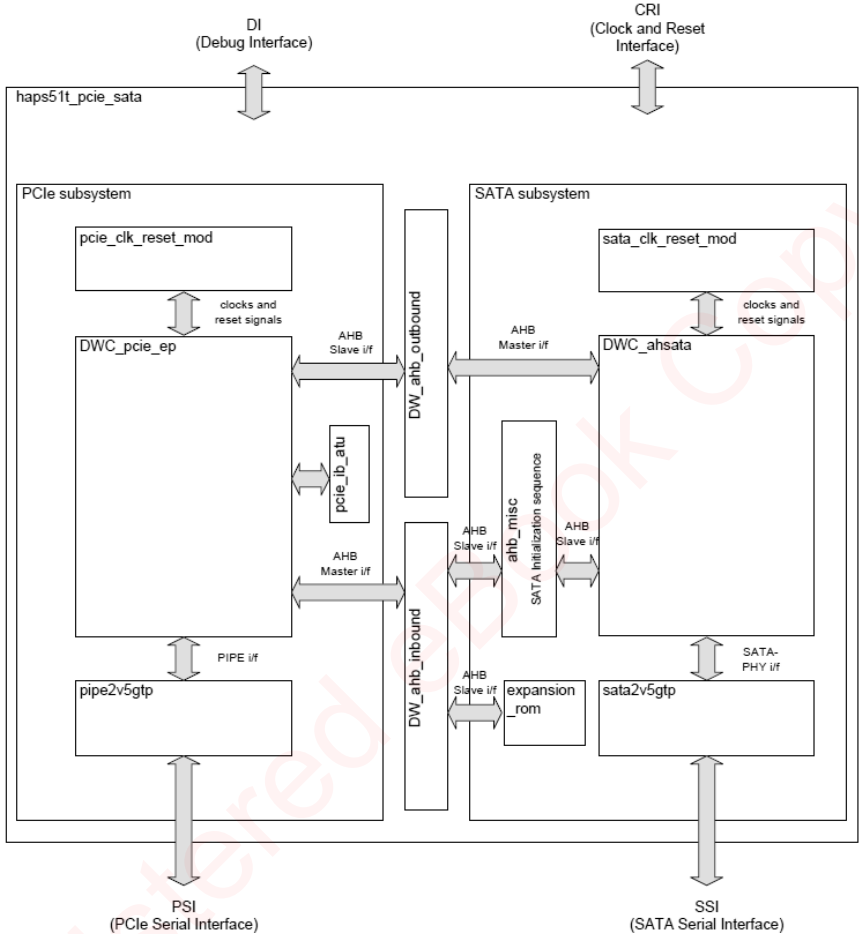 DI
(Debug Interface)
CRI
(Clock and Reset
Interface)
haps51t_pcie_sata
PCIe subsystem
SATA subsystem
pcie_clk_reset_mod
sata_clk_reset_mod
clocks and
reset signals
clocks and
reset signals
DWC_pcie_ep
AHB
Slave i/f
DW_ahb_outbound
AHB
Master i/f
DWC_ahsata
pcie_ib_atu
AHB
Master i/f
DW_ahb_inbound
AHB
Slave i/f
ahb_misc
SATA Initialization sequence
AHB
Slave i/f
PIPE i/f
SATA-
PHY i/f
pipe2v5gtp
AHB
Slave i/f
expansion
_rom
sata2v5gtp
PSI
(PCIe Serial Interface)
SSI
(SATA Serial Interface)
istered eBook Copy